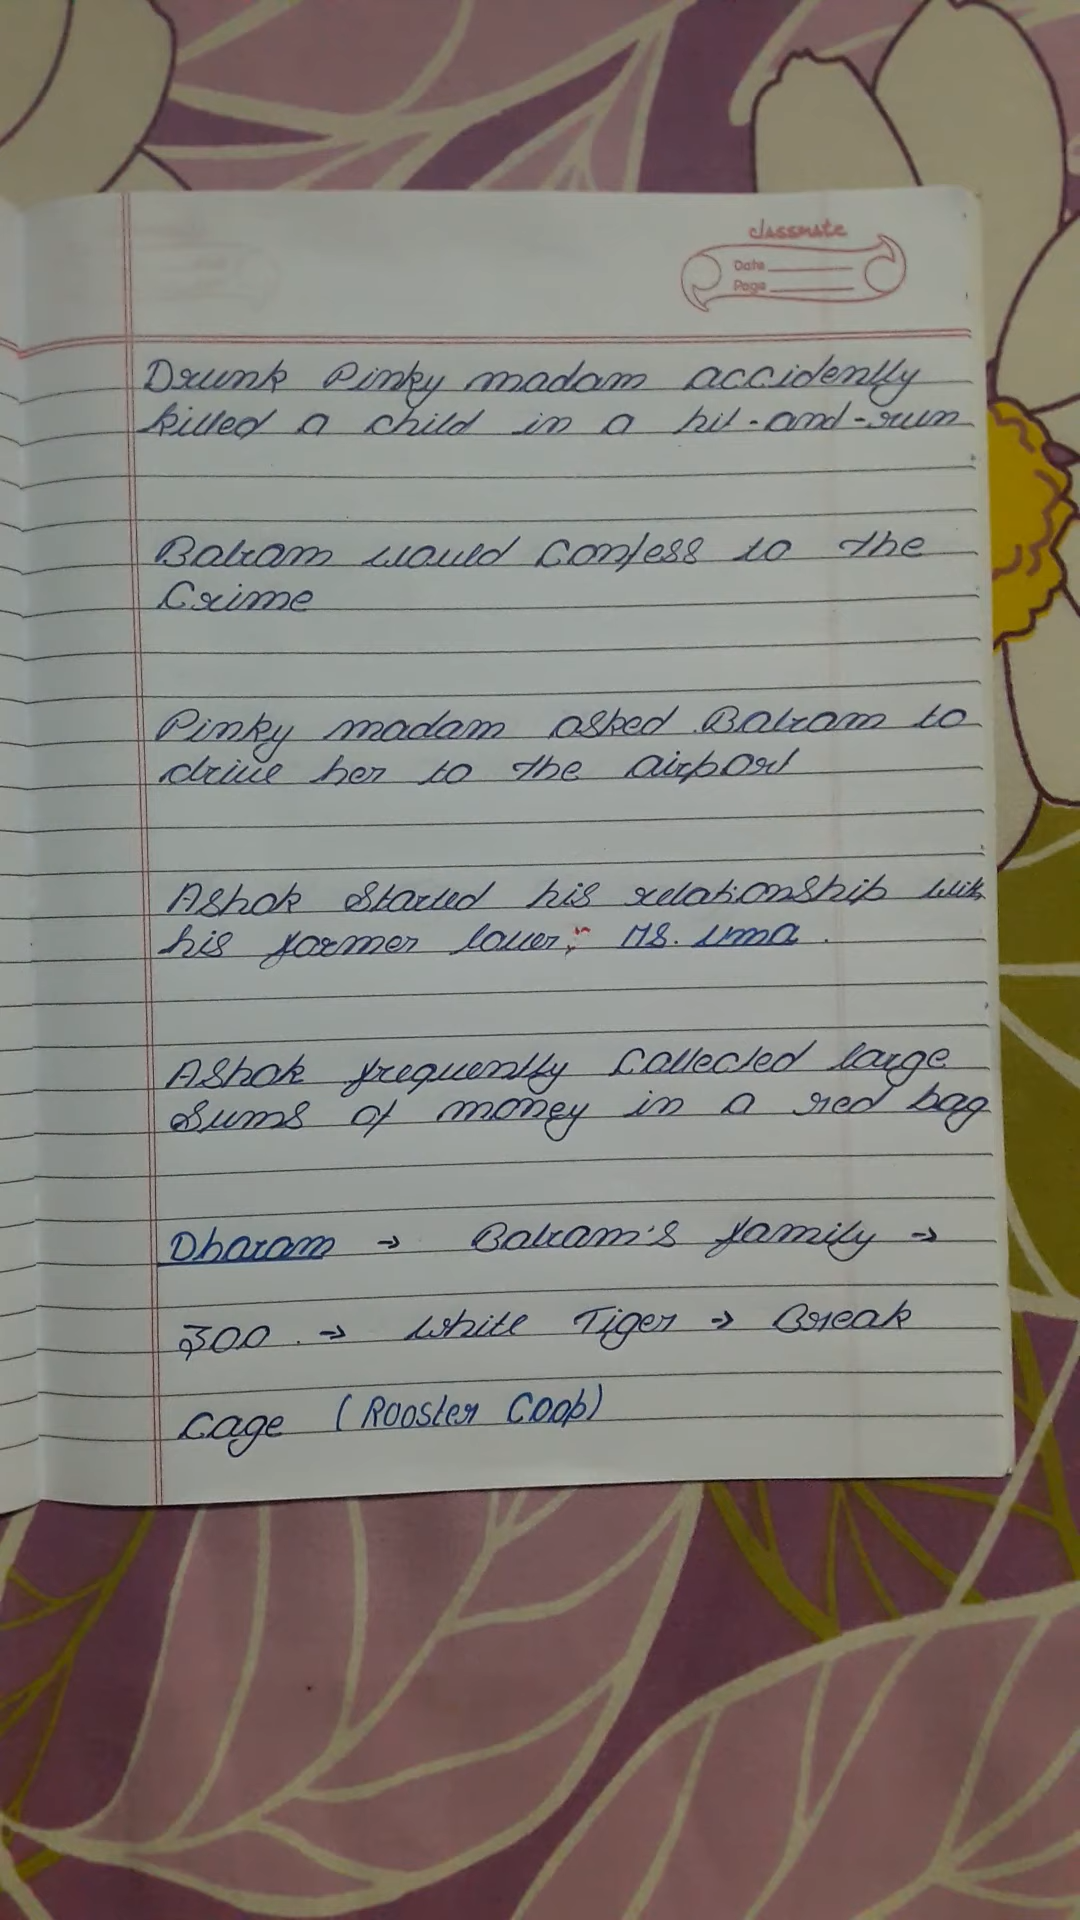 classmate
Date
Page
Drunk Pinky madam accidently
killed a child in a hit-and-run
Balram would Confess to the
Crime
Pinky madam asked Balram to
drive her to the airport
Ashok Started his relationship with
his former lover, Ms. Uma.
Ashok frequently Collected large
Sums of money in a red bag
Dharam → Balram's family →
Zoo. → White Tiger → Break
Cage (Rooster Coop)